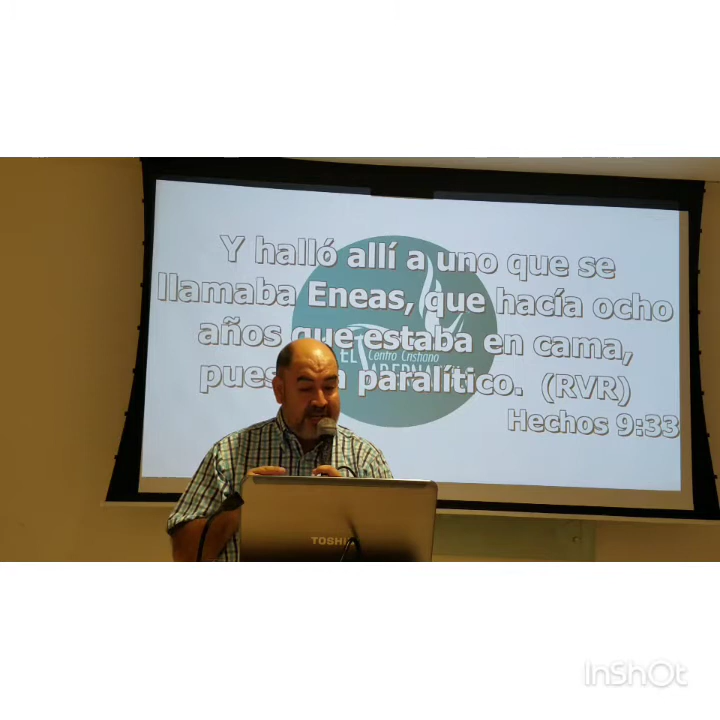 Y halló allí a uno que se
llamaba Eneas, que hacía ocho
años que estaba en cama,
EL Centro Cristiano
paralítico. (RVR)
Hechos 9:33
TOSHI
InShOt